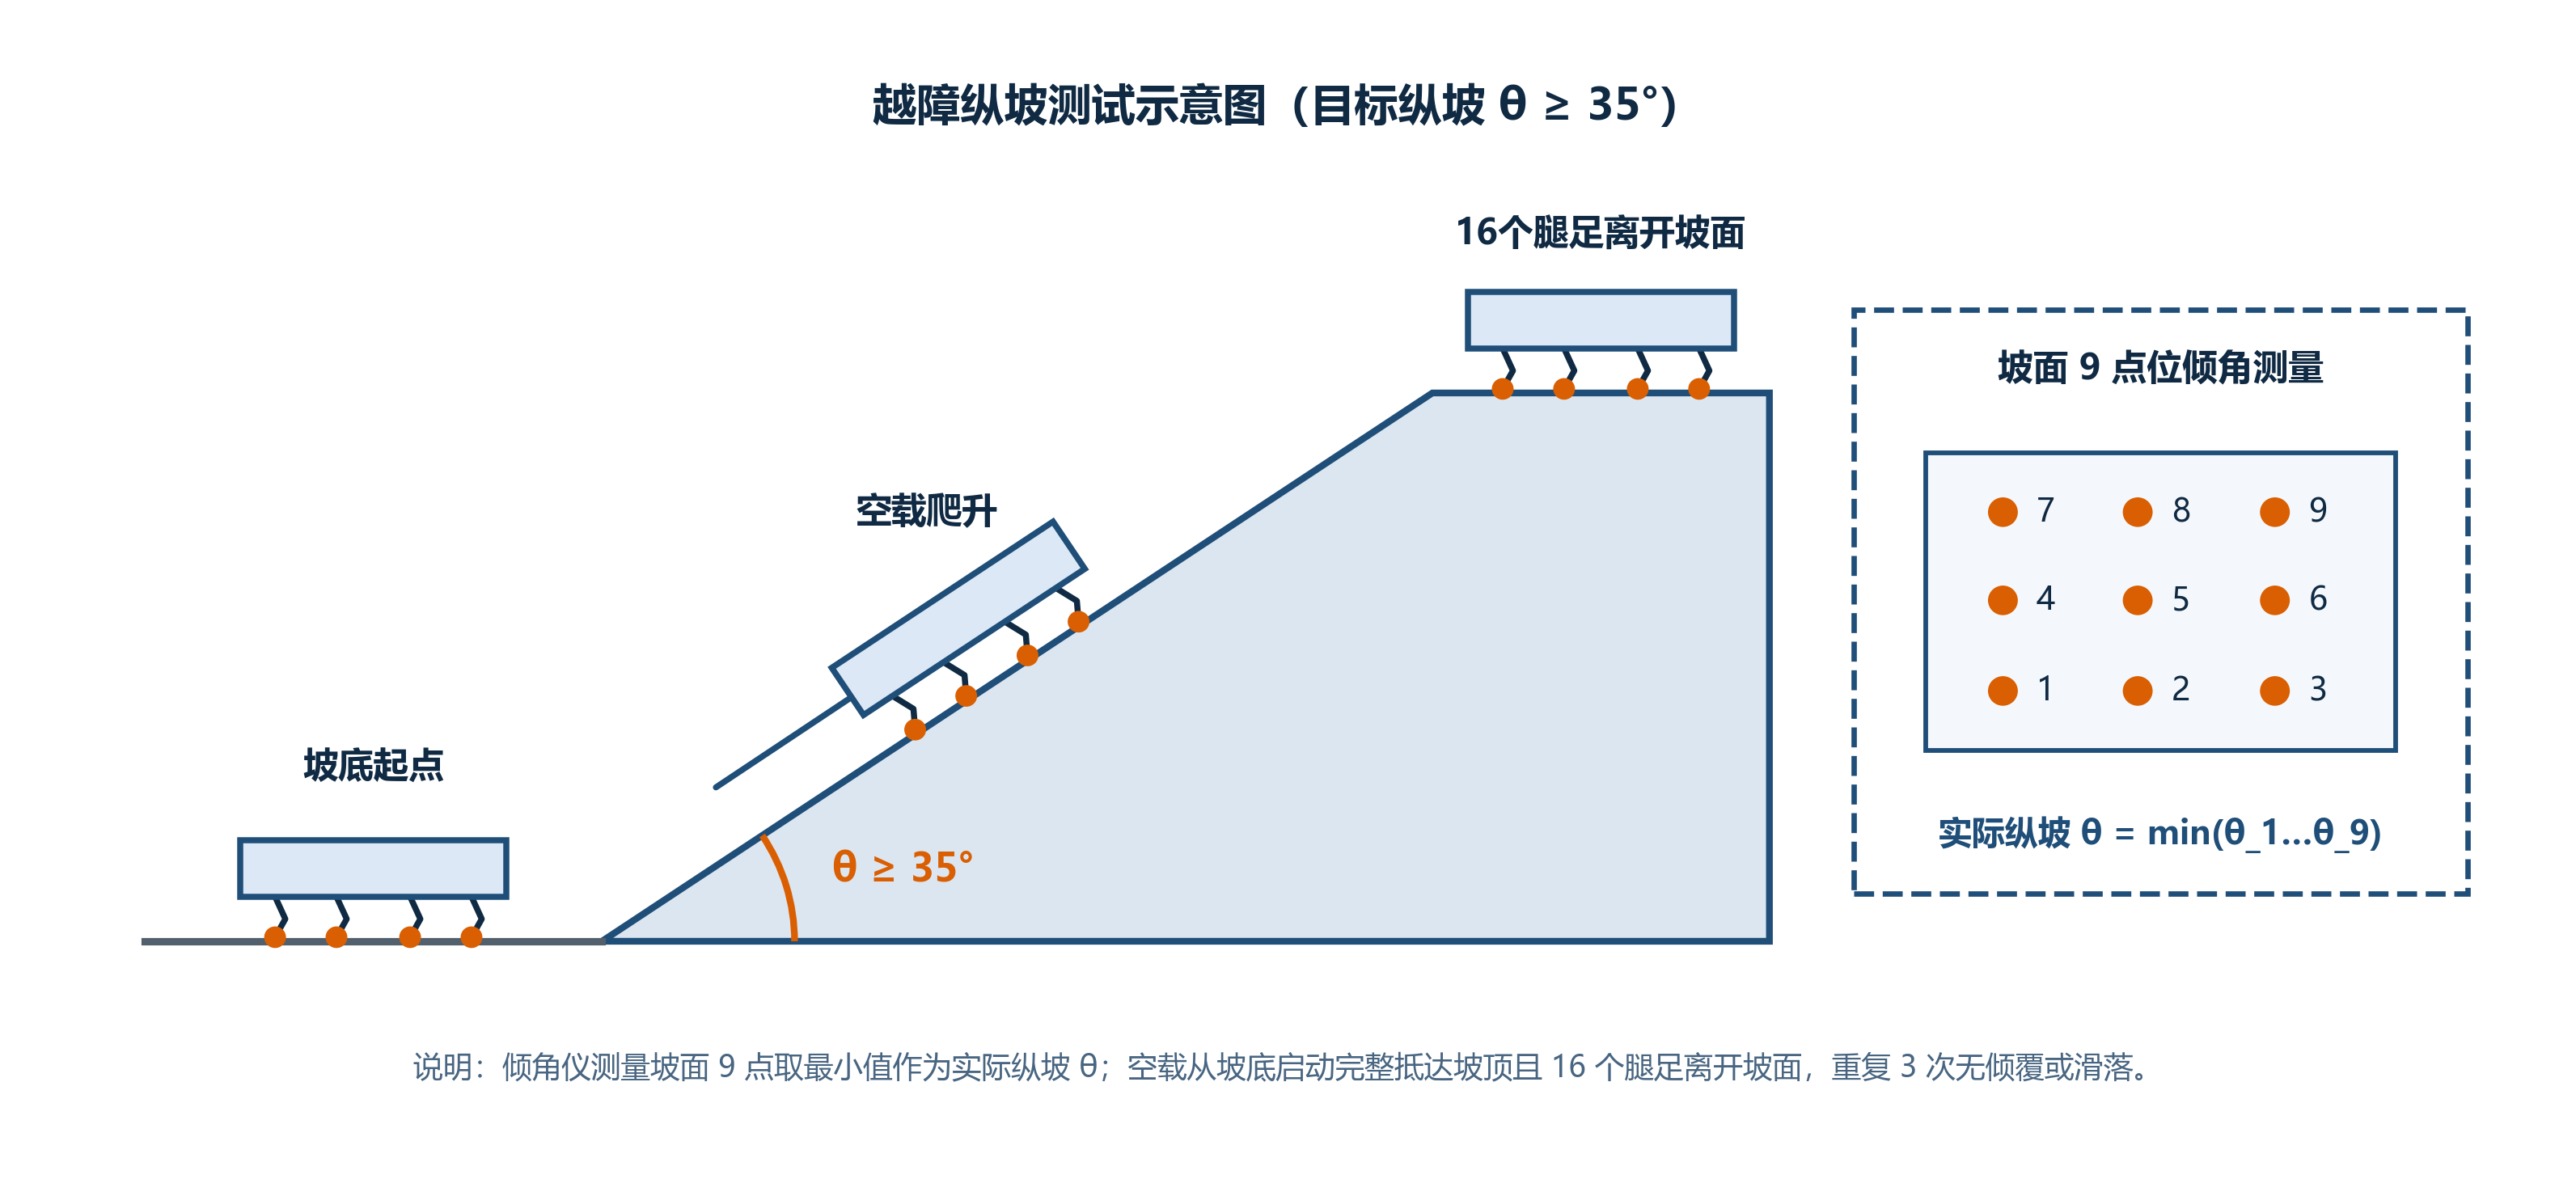 越障纵坡测试示意图（目标纵坡 θ ≥ 35°）
16个腿足离开坡面
空载爬升
坡底起点
θ ≥ 35°
坡面 9 点位倾角测量
7 8 9
4 5 6
1 2 3
实际纵坡 θ = min(θ_1…θ_9)
说明：倾角仪测量坡面 9 点取最小值作为实际纵坡 θ；空载从坡底启动完整抵达坡顶且 16 个腿足离开坡面，重复 3 次无倾覆或滑落。